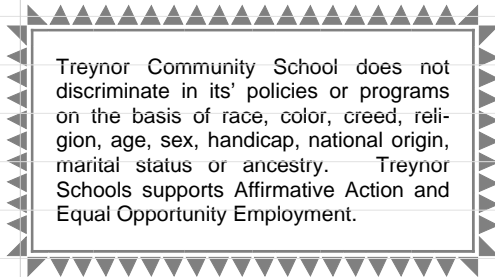 Treynor Community School does not
discriminate in its’ policies or programs
on the basis of race, color, creed, reli-
gion, age, sex, handicap, national origin,
marital status or ancestry. Treynor
Schools supports Affirmative Action and
Equal Opportunity Employment.